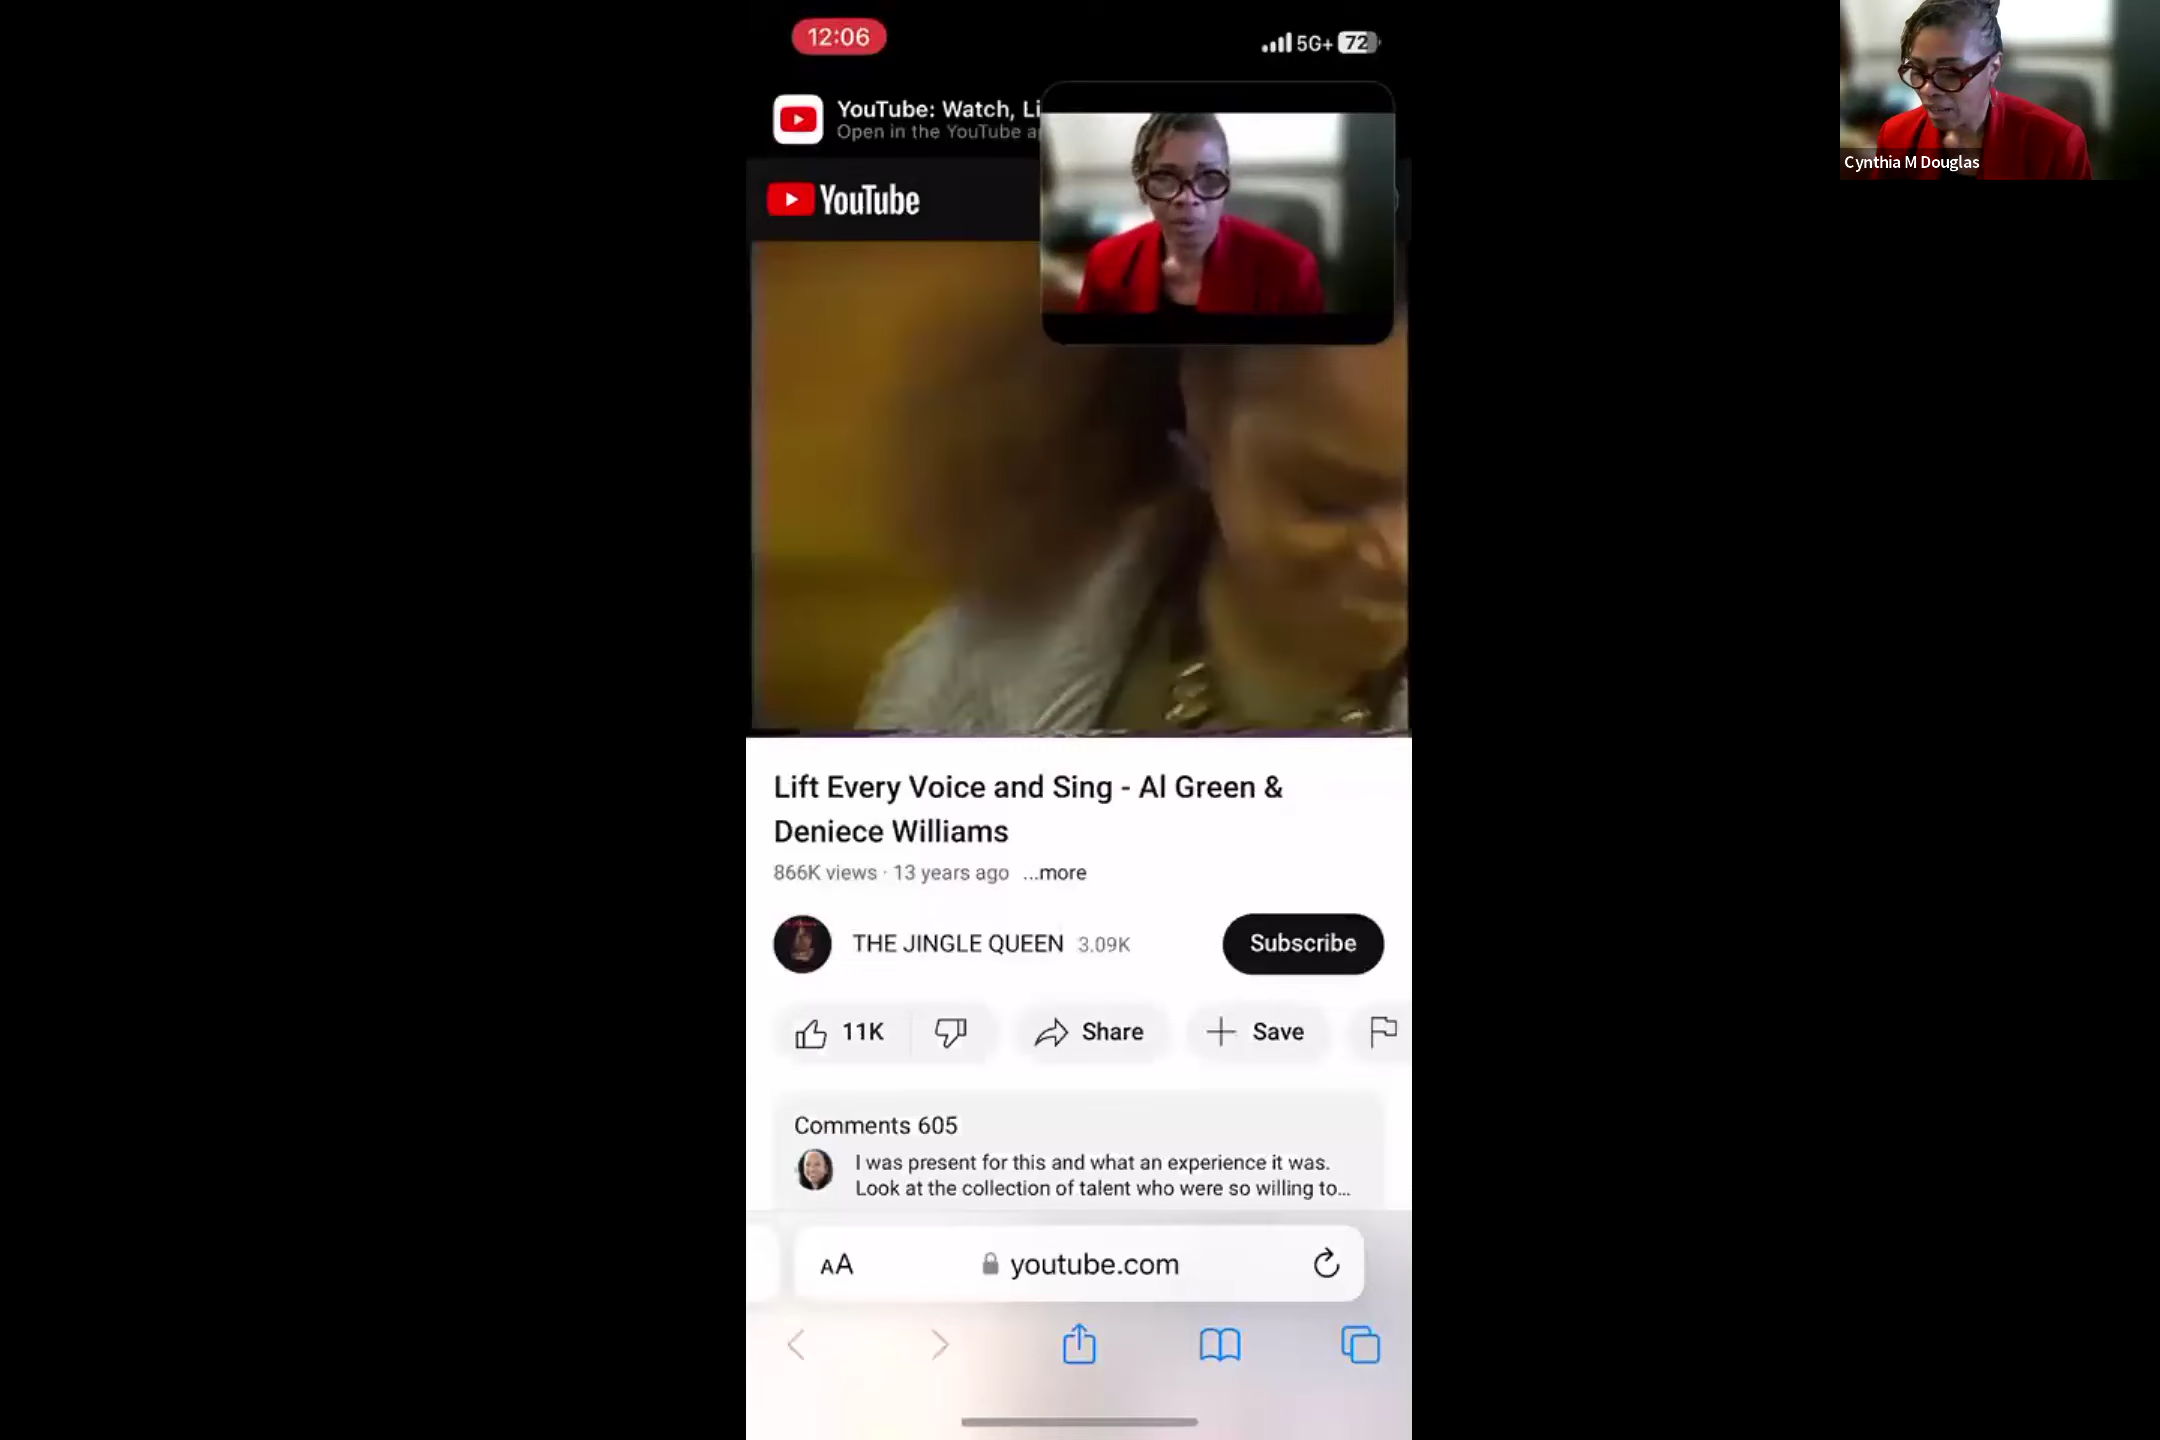 12:06
5G+ 72
YouTube: Watch, Li
Open in the YouTube a
YouTube
Cynthia M Douglas
Lift Every Voice and Sing - Al Green &
Deniece Williams
866K views · 13 years ago ...more
THE JINGLE QUEEN 3.09K
Subscribe
11K
Share
Save
Comments 605
I was present for this and what an experience it was.
Look at the collection of talent who were so willing to...
AA
youtube.com